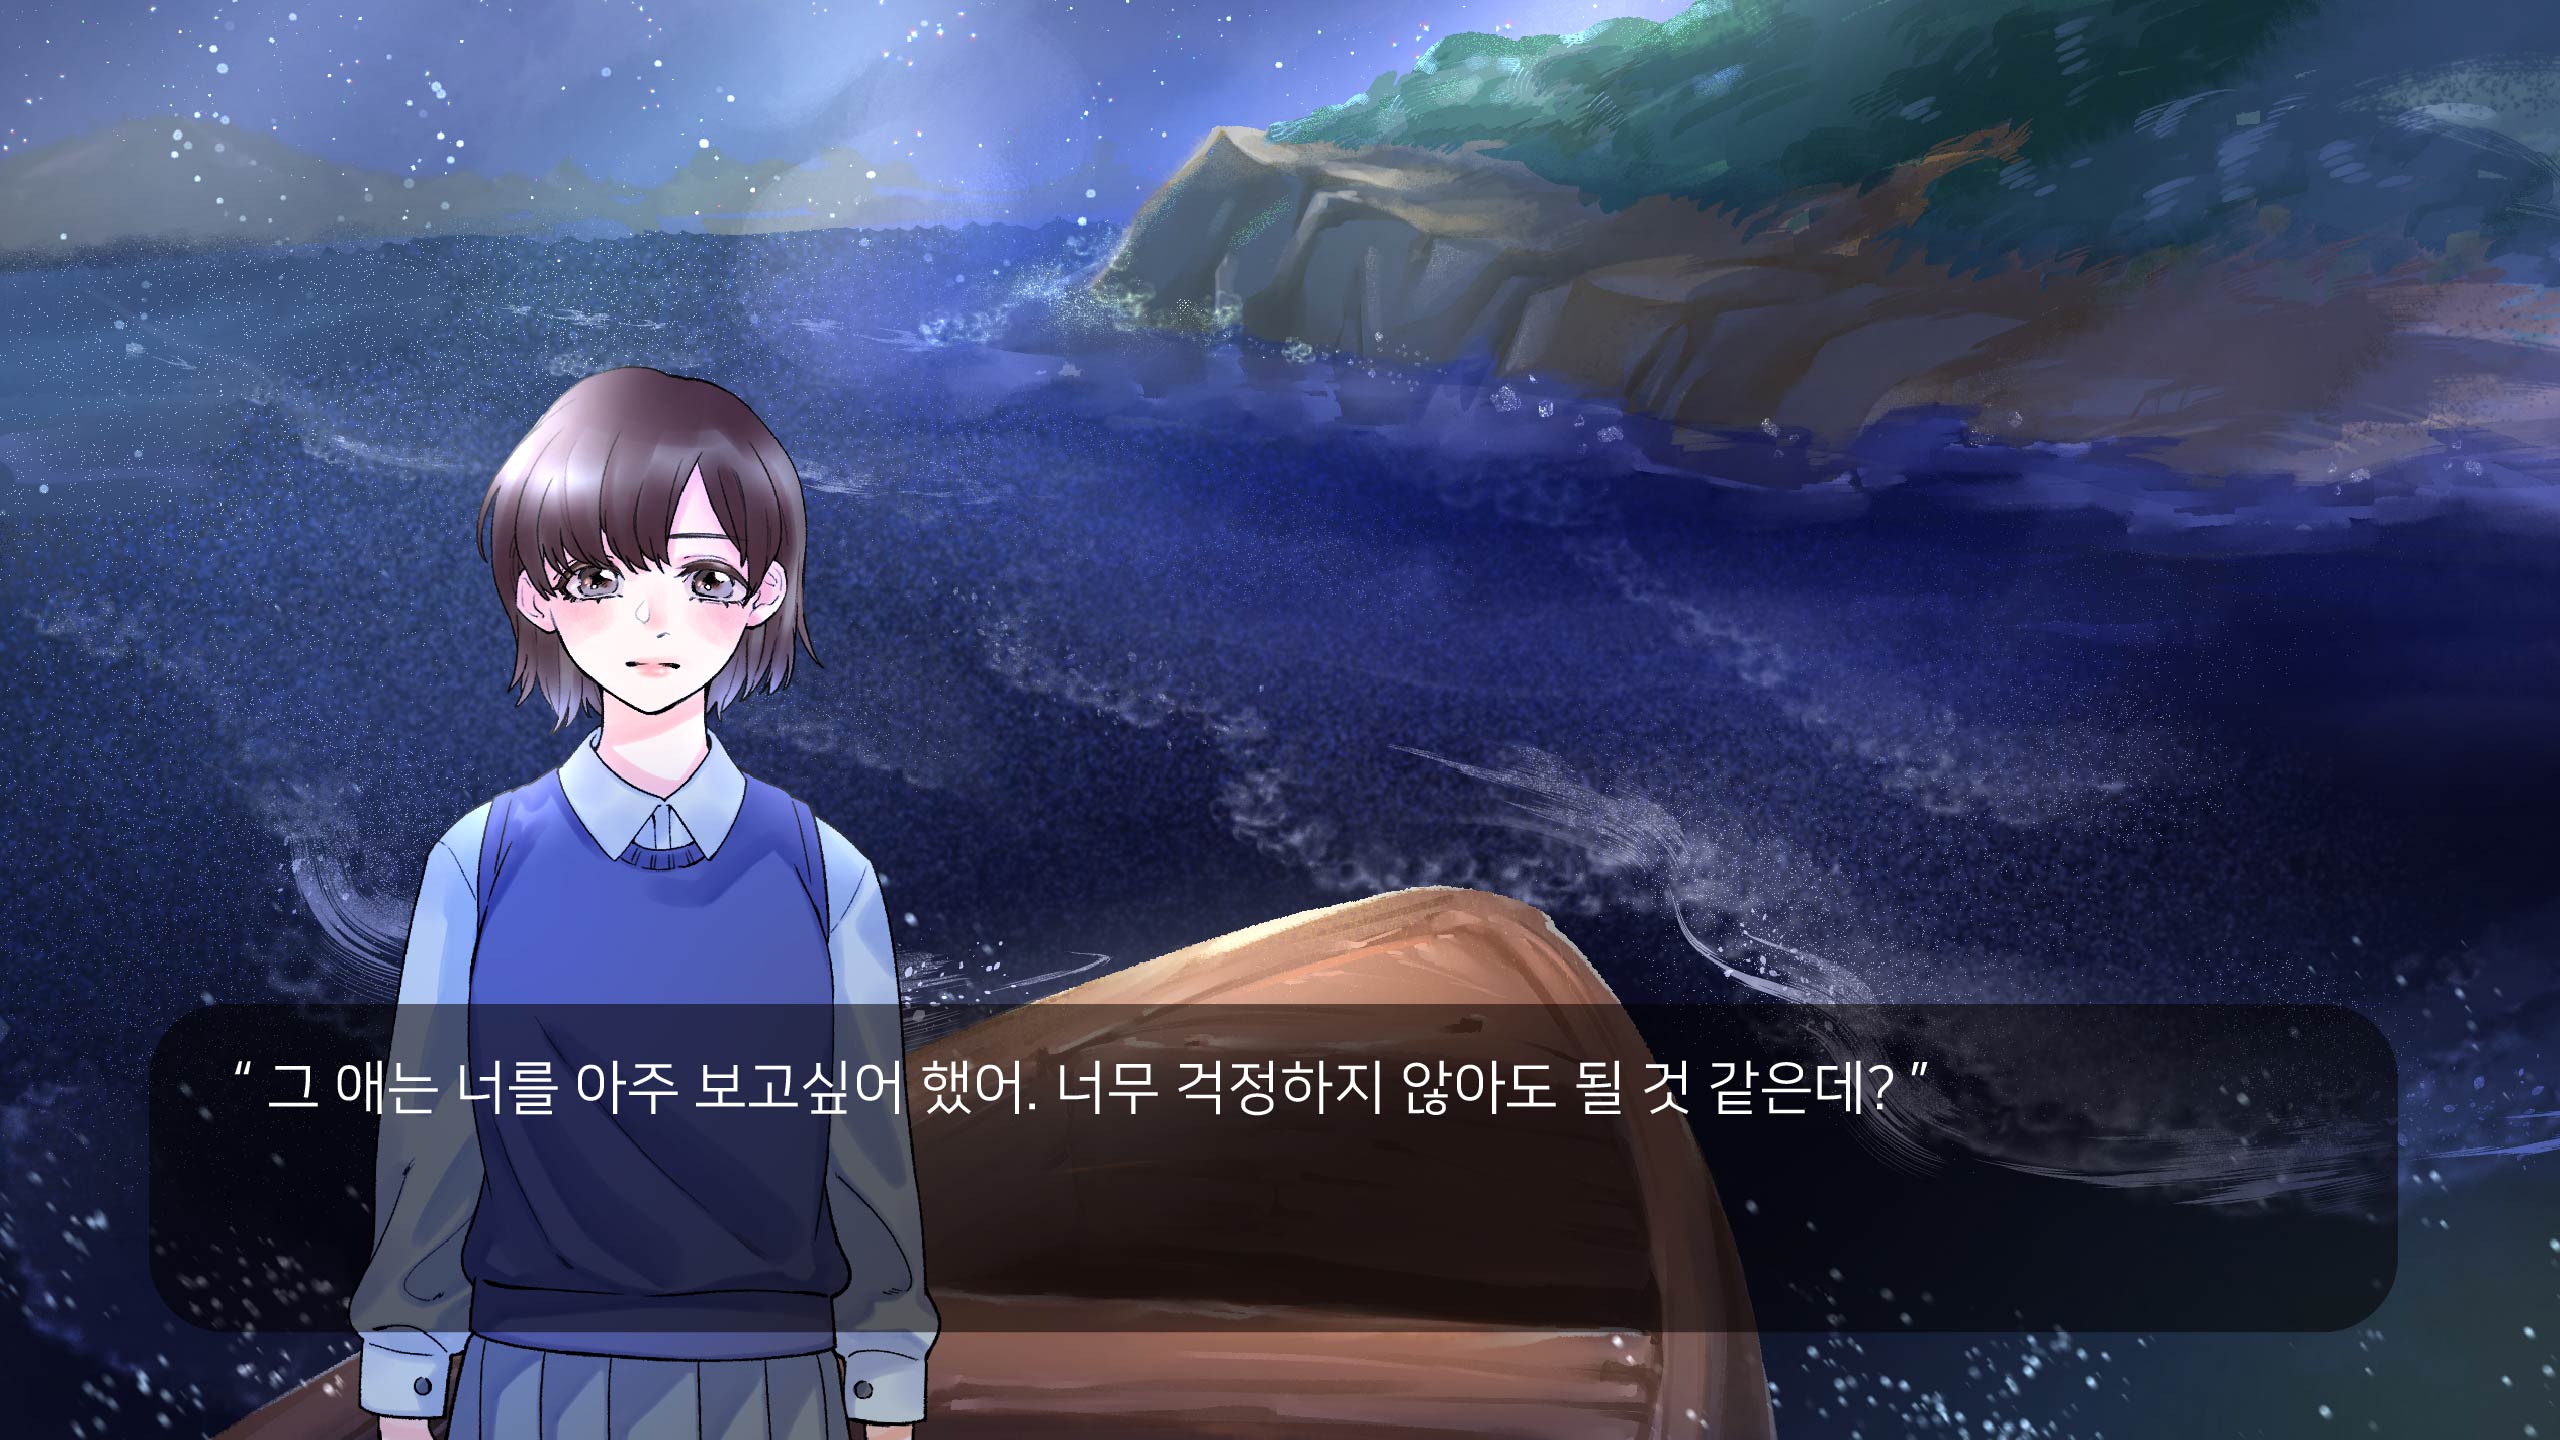 “ 그 애는 너를 아주 보고싶어 했어. 너무 걱정하지 않아도 될 것 같은데? ”